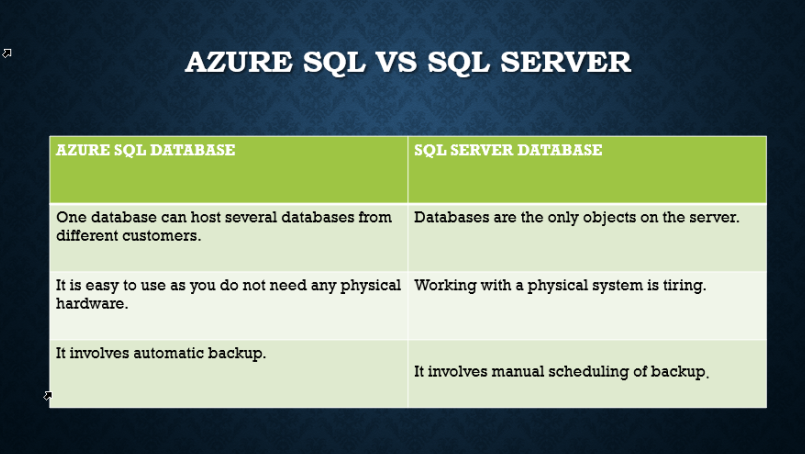 AZURE SQL VS SQL SERVER
AZURE SQL DATABASE
SQL SERVER DATABASE
One database can host several databases from
different customers.
Databases are the only objects on the server.
It is easy to use as you do not need any physical
hardware.
Working with a physical system is tiring.
It involves automatic backup.
It involves manual scheduling of backup.